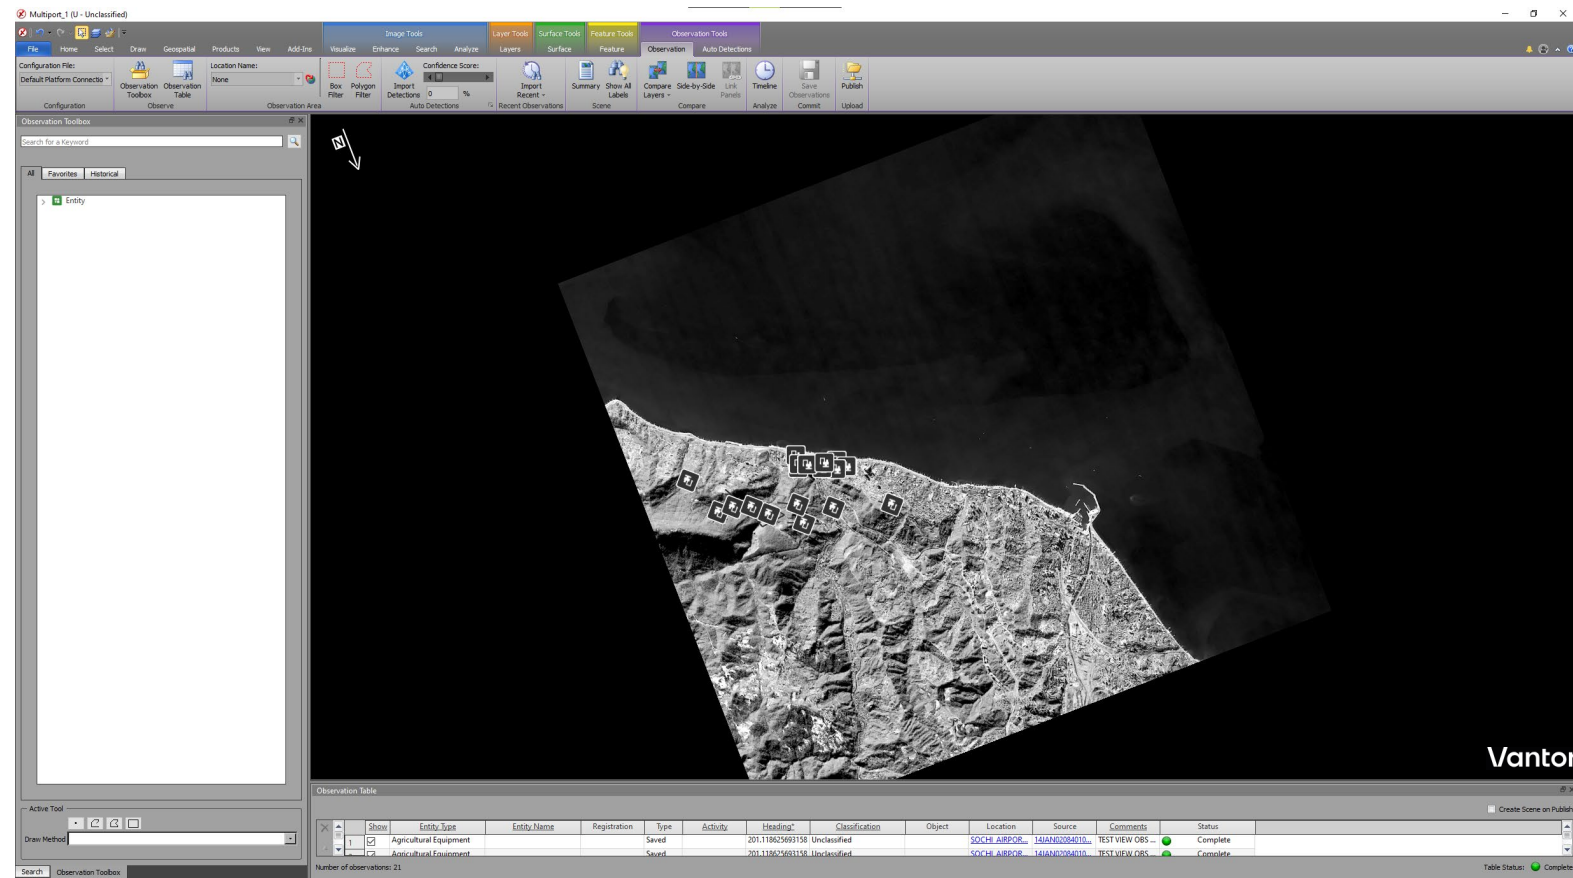 Multiport_1 (U - Unclassified)
Image Tools
Layer Tools
Surface Tools
Feature Tools
Observation Tools
File Home Select Draw Geospatial Products View Add-Ins Visualize Enhance Search Analyze Layers Surface Feature Observation Auto Detections
Configuration File:
Default Platform Connectio
Configuration
Observation Toolbox
Observation Table
Observe
Location Name:
None
Observation Area
Box Filter
Polygon Filter
Import Detections
Confidence Score:
0 %
Auto Detections
Import Recent
Recent Observations
Summary
Show All Labels
Scene
Compare Layers
Side-by-Side
Link Panels
Compare
Timeline
Analyze
Save Observations
Commit
Publish
Upload
Observation Toolbox
Search for a Keyword
All Favorites Historical
Entity
N
Vantor
Active Tool
Draw Method
Search Observation Toolbox
Observation Table
Create Scene on Publish
Show Entity Type Entity Name Registration Type Activity Heading* Classification Object Location Source Comments Status
1 Agricultural Equipment Saved 201.118625693158 Unclassified SOCHI AIRPOR... 14JAN02084010... TEST VIEW OBS ... Complete
Agricultural Equipment Saved 201.118625693158 Unclassified SOCHI AIRPOR... 14JAN02084010... TEST VIEW OBS ... Complete
Number of observations: 21
Table Status: Complete